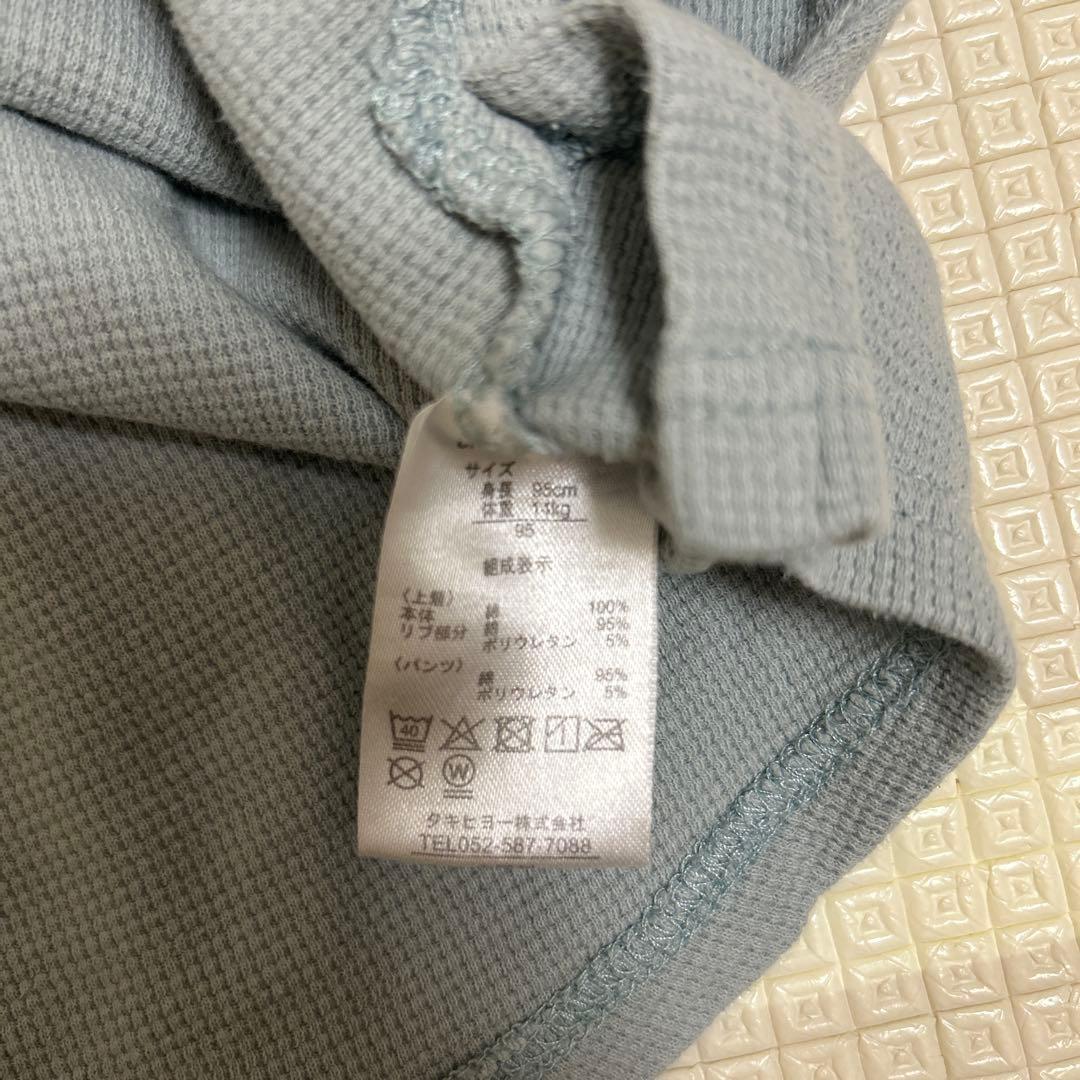 サイズ
身長 95cm
体重 14kg
95
組成表示
〈上着〉
本体 綿 100%
リブ部分 綿 95%
ポリウレタン 5%
〈パンツ〉
綿 95%
ポリウレタン 5%
40
W
タキヒヨー株式会社
TEL052-587-7088